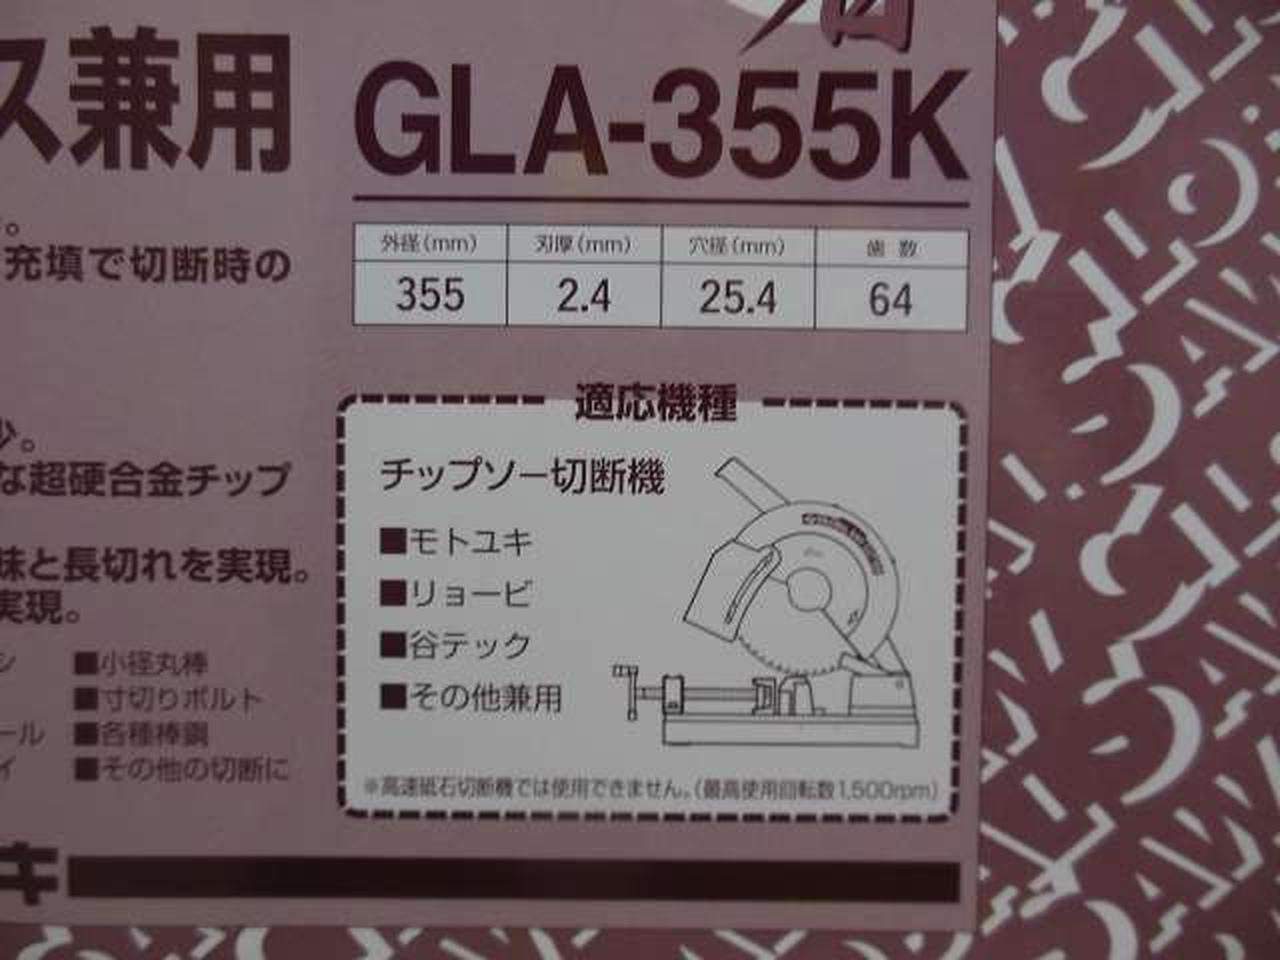 ス兼用
GLA-355K
外径(mm) 刃厚(mm) 穴径(mm) 歯数
355 2.4 25.4 64
。
充填で切断時の
少。
な超硬合金チップ
味と長切れを実現。
実現。
シ ■小径丸棒
■寸切りボルト
ール ■各種棒鋼
イ ■その他の切断に
適応機種
チップソー切断機
■モトユキ
■リョービ
■谷テック
■その他兼用
※高速砥石切断機では使用できません。(最高使用回転数1,500rpm)
キ